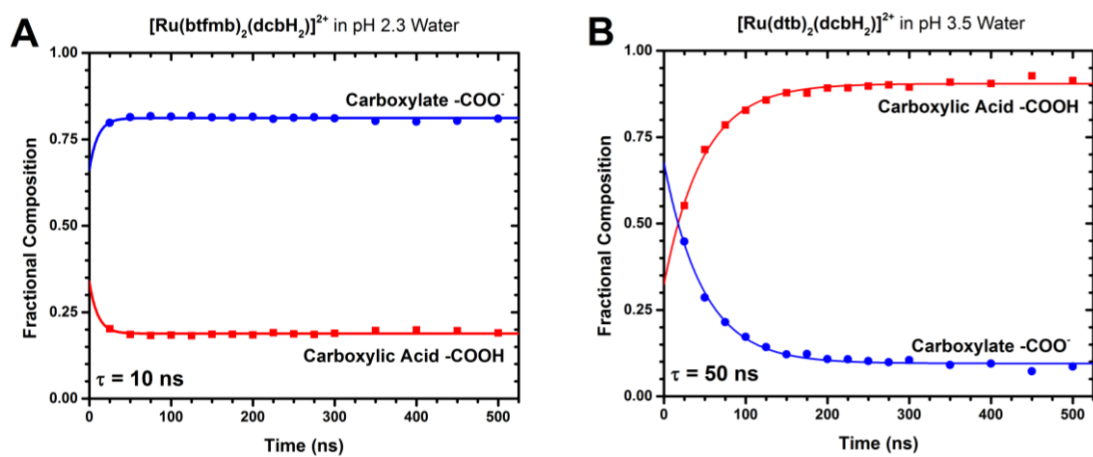 A
[Ru(btfmb)₂(dcbH₂)]²⁺ in pH 2.3 Water
Fractional Composition
1.00
0.75
0.50
0.25
0.00
Carboxylate -COO⁻
Carboxylic Acid -COOH
τ = 10 ns
0 100 200 300 400 500
Time (ns)
B
[Ru(dtb)₂(dcbH₂)]²⁺ in pH 3.5 Water
Fractional Composition
1.00
0.75
0.50
0.25
0.00
Carboxylic Acid -COOH
Carboxylate -COO⁻
τ = 50 ns
0 100 200 300 400 500
Time (ns)